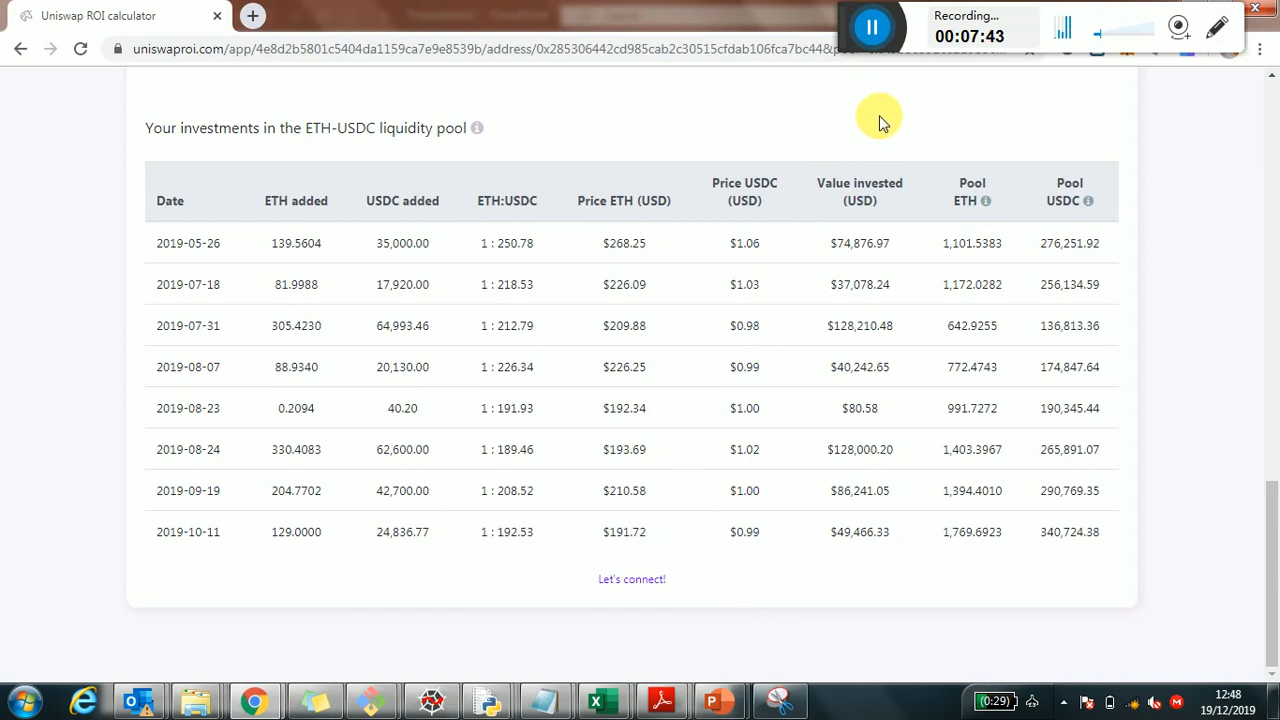 Uniswap ROI calculator
Recording...
00:07:43
uniswaproi.com/app/4e8d2b5801c5404da1159ca7e9e8539b/address/0x285306442cd985cab2c30515cfdab106fca7bc448
Your investments in the ETH-USDC liquidity pool
Date ETH added USDC added ETH:USDC Price ETH (USD) Price USDC (USD) Value invested (USD) Pool ETH Pool USDC
2019-05-26 139.5604 35,000.00 1 : 250.78 $268.25 $1.06 $74,876.97 1,101.5383 276,251.92
2019-07-18 81.9988 17,920.00 1 : 218.53 $226.09 $1.03 $37,078.24 1,172.0282 256,134.59
2019-07-31 305.4230 64,993.46 1 : 212.79 $209.88 $0.98 $128,210.48 642.9255 136,813.36
2019-08-07 88.9340 20,130.00 1 : 226.34 $226.25 $0.99 $40,242.65 772.4743 174,847.64
2019-08-23 0.2094 40.20 1 : 191.93 $192.34 $1.00 $80.58 991.7272 190,345.44
2019-08-24 330.4083 62,600.00 1 : 189.46 $193.69 $1.02 $128,000.20 1,403.3967 265,891.07
2019-09-19 204.7702 42,700.00 1 : 208.52 $210.58 $1.00 $86,241.05 1,394.4010 290,769.35
2019-10-11 129.0000 24,836.77 1 : 192.53 $191.72 $0.99 $49,466.33 1,769.6923 340,724.38
Let's connect!
(0:29)
12:48
19/12/2019